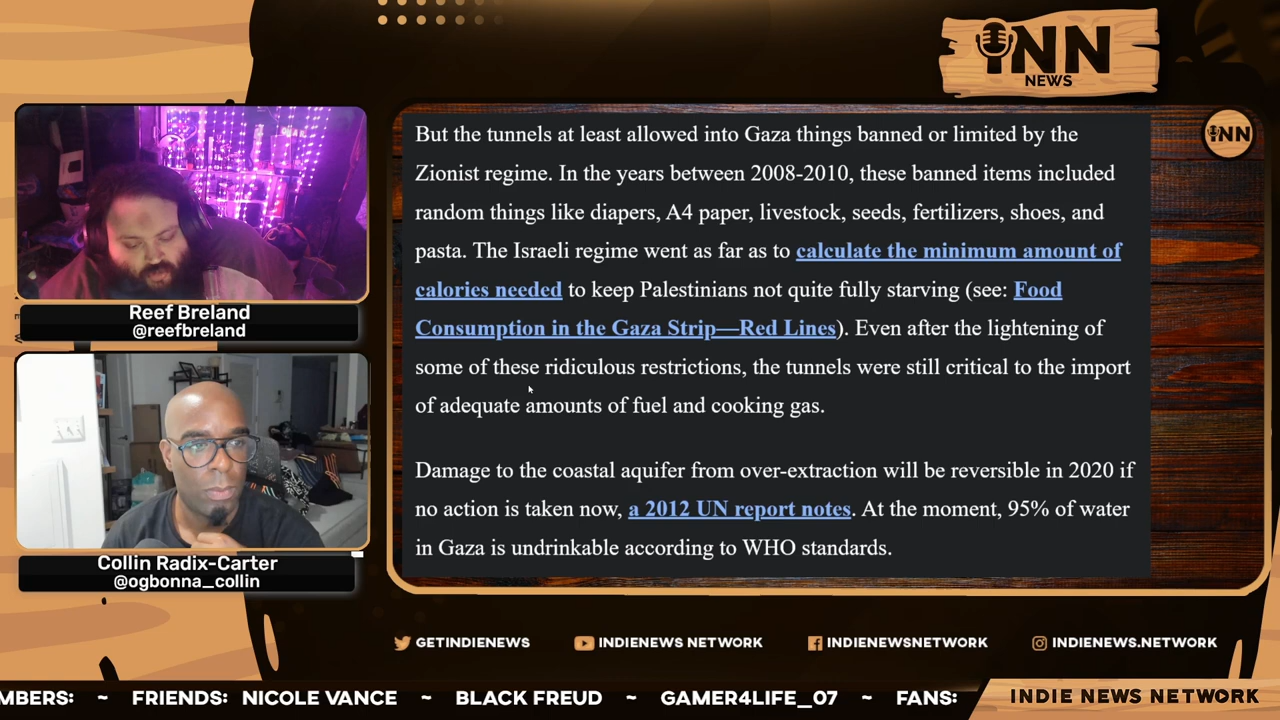 INN
NEWS
INN
But the tunnels at least allowed into Gaza things banned or limited by the
Zionist regime. In the years between 2008-2010, these banned items included
random things like diapers, A4 paper, livestock, seeds, fertilizers, shoes, and
pasta. The Israeli regime went as far as to calculate the minimum amount of
calories needed to keep Palestinians not quite fully starving (see: Food
Consumption in the Gaza Strip—Red Lines). Even after the lightening of
some of these ridiculous restrictions, the tunnels were still critical to the import
of adequate amounts of fuel and cooking gas.
Damage to the coastal aquifer from over-extraction will be reversible in 2020 if
no action is taken now, a 2012 UN report notes. At the moment, 95% of water
in Gaza is undrinkable according to WHO standards.
Reef Breland
@reefbreland
Collin Radix-Carter
@ogbonna_collin
GETINDIENEWS
INDIENEWS NETWORK
INDIENEWSNETWORK
INDIENEWS.NETWORK
MBERS: ~ FRIENDS: NICOLE VANCE ~ BLACK FREUD ~ GAMER4LIFE_07 ~ FANS:
INDIE NEWS NETWORK